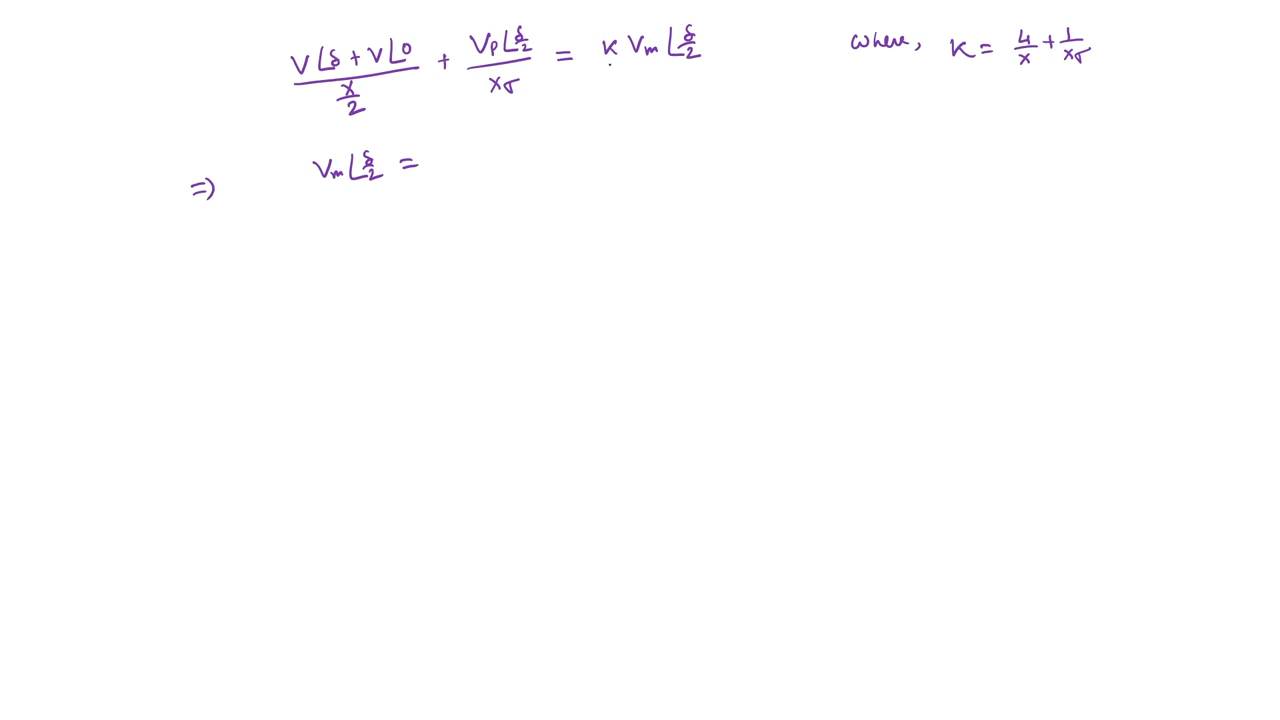 (V∠δ + V∠0)/(x/2) + (Vp∠δ/2)/xσ = K Vm∠δ/2 where, K = 4/x + 1/xσ
⇒ Vm∠δ/2 =